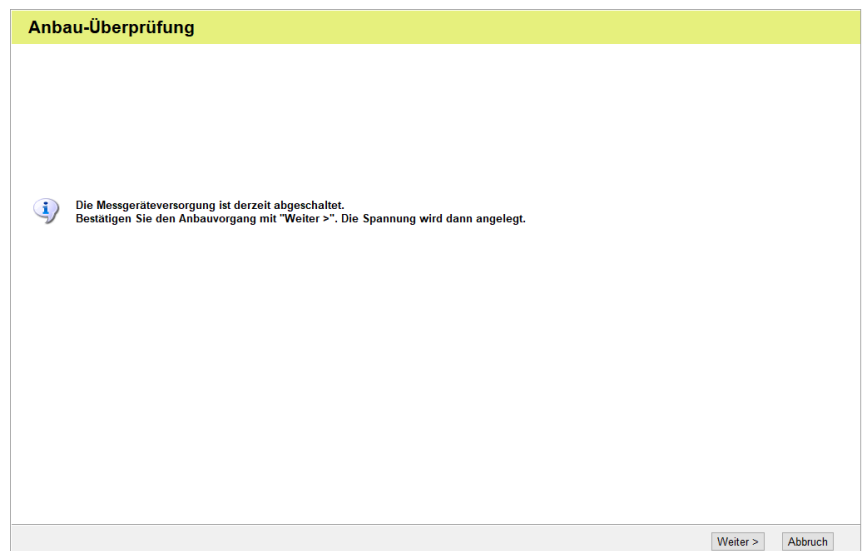 Anbau-Überprüfung
Die Messgeräteversorgung ist derzeit abgeschaltet.
Bestätigen Sie den Anbauvorgang mit "Weiter >". Die Spannung wird dann angelegt.
Weiter > Abbruch